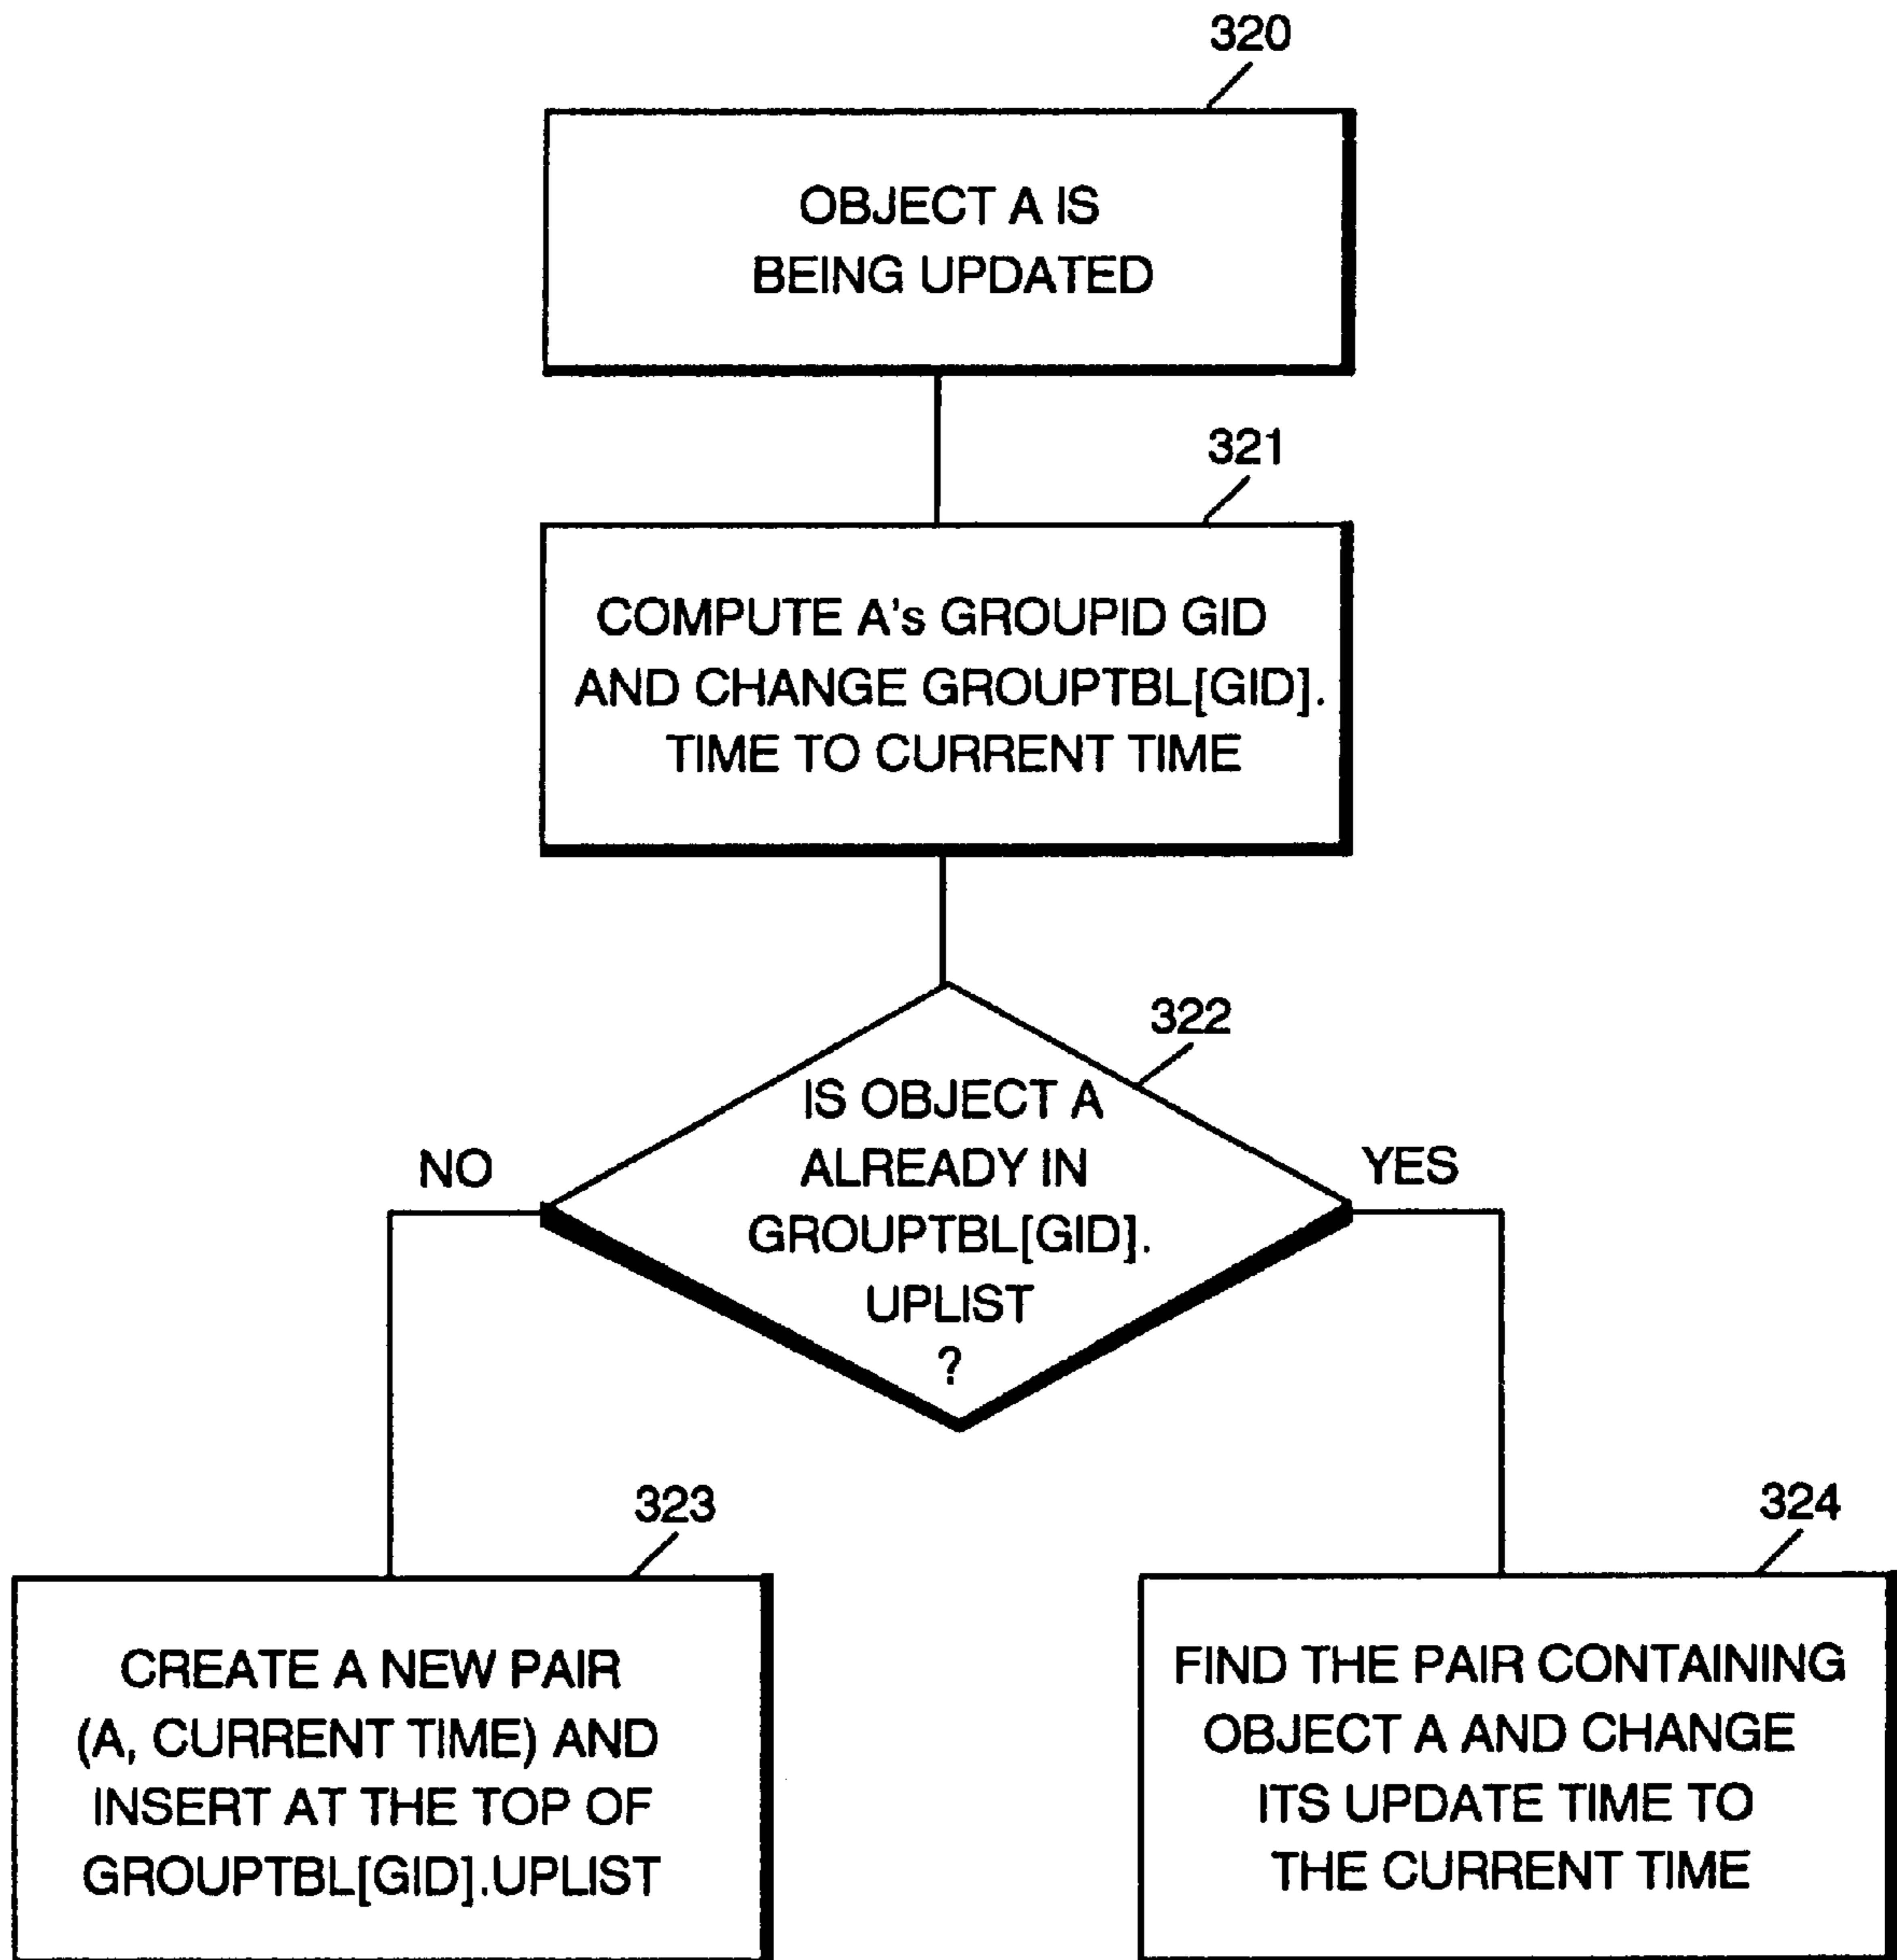 320
OBJECT A IS
BEING UPDATED
321
COMPUTE A's GROUPID GID
AND CHANGE GROUPTBL[GID].
TIME TO CURRENT TIME
322
IS OBJECT A
ALREADY IN
GROUPTBL[GID].
UPLIST
?
NO
YES
323
CREATE A NEW PAIR
(A, CURRENT TIME) AND
INSERT AT THE TOP OF
GROUPTBL[GID].UPLIST
324
FIND THE PAIR CONTAINING
OBJECT A AND CHANGE
ITS UPDATE TIME TO
THE CURRENT TIME